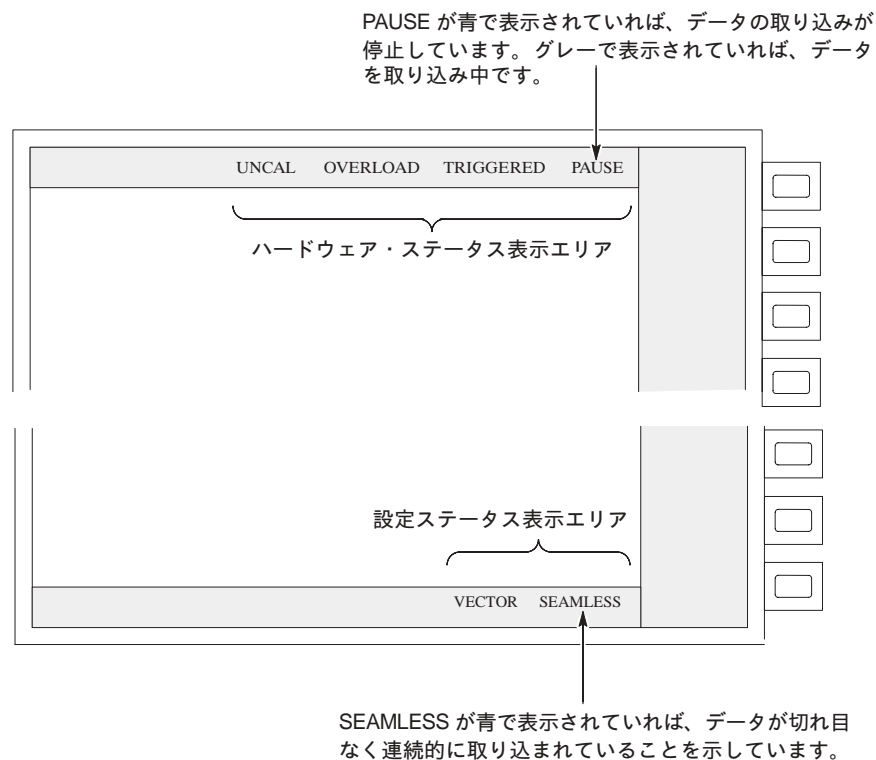 PAUSE が青で表示されていれば、データの取り込みが
停止しています。グレーで表示されていれば、データ
を取り込み中です。
UNCAL OVERLOAD TRIGGERED PAUSE
ハードウェア・ステータス表示エリア
設定ステータス表示エリア
VECTOR SEAMLESS
SEAMLESS が青で表示されていれば、データが切れ目
なく連続的に取り込まれていることを示しています。